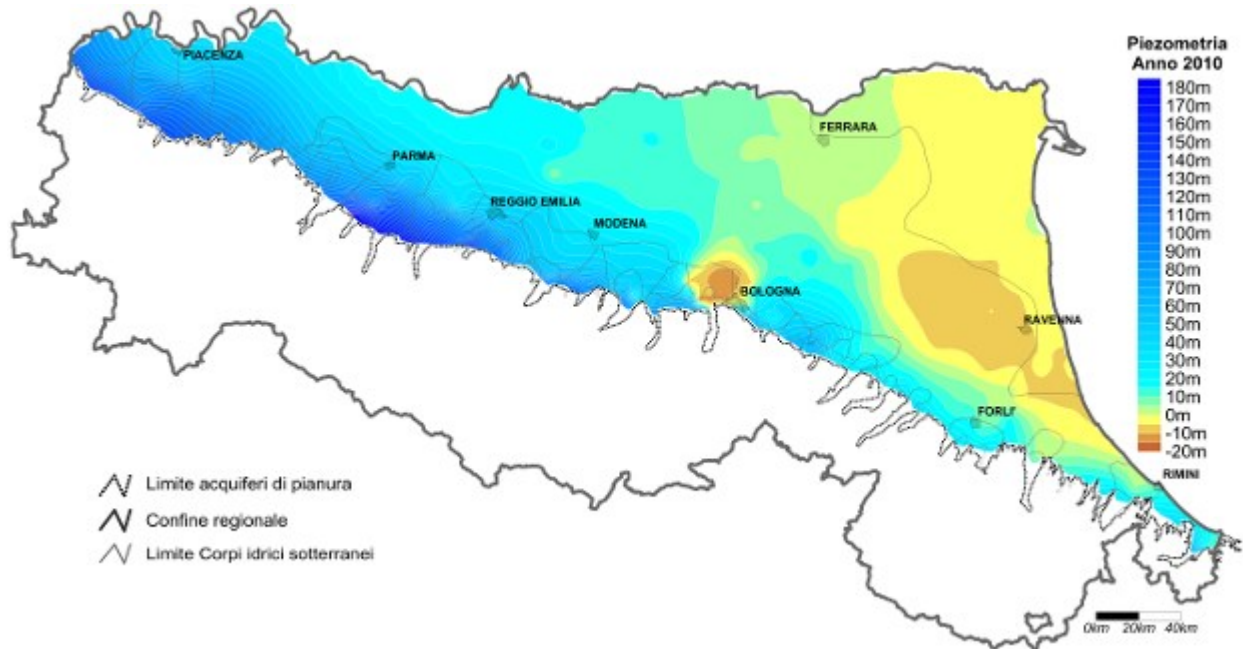 Piezometria
Anno 2010
180m
170m
160m
150m
140m
130m
120m
110m
100m
90m
80m
70m
60m
50m
40m
30m
20m
10m
0m
-10m
-20m
PIACENZA
PARMA
REGGIO EMILIA
MODENA
FERRARA
BOLOGNA
RAVENNA
FORLI'
RIMINI
Limite acquiferi di pianura
Confine regionale
Limite Corpi idrici sotterranei
0km 20km 40km